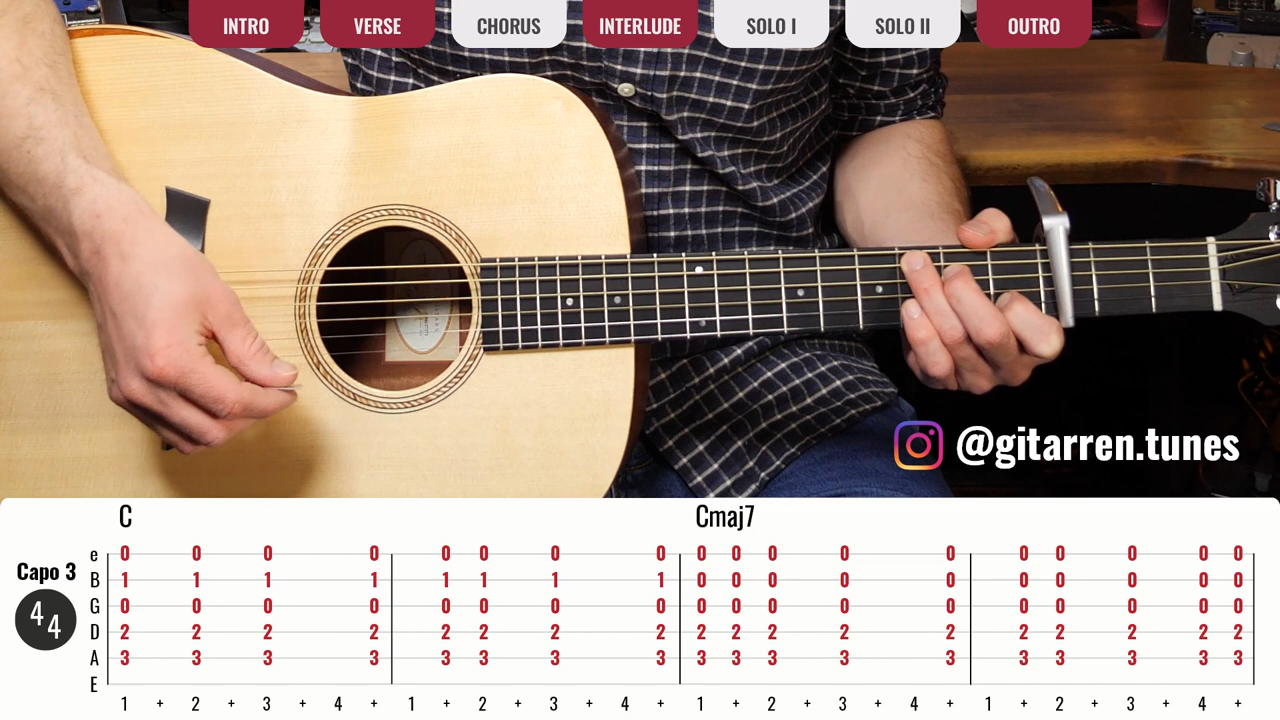 INTRO VERSE CHORUS INTERLUDE SOLO I SOLO II OUTRO
@gitarren.tunes
C Cmaj7
Capo 3
4 4
e 0 0 0 0 0 0 0 0 0 0 0 0 0 0 0 0 0 0
B 1 1 1 1 1 1 1 1 0 0 0 0 0 0 0 0 0 0
G 0 0 0 0 0 0 0 0 0 0 0 0 0 0 0 0 0 0
D 2 2 2 2 2 2 2 2 2 2 2 2 2 2 2 2 2 2
A 3 3 3 3 3 3 3 3 3 3 3 3 3 3 3 3 3 3
E
1 + 2 + 3 + 4 + 1 + 2 + 3 + 4 + 1 + 2 + 3 + 4 + 1 + 2 + 3 + 4 +